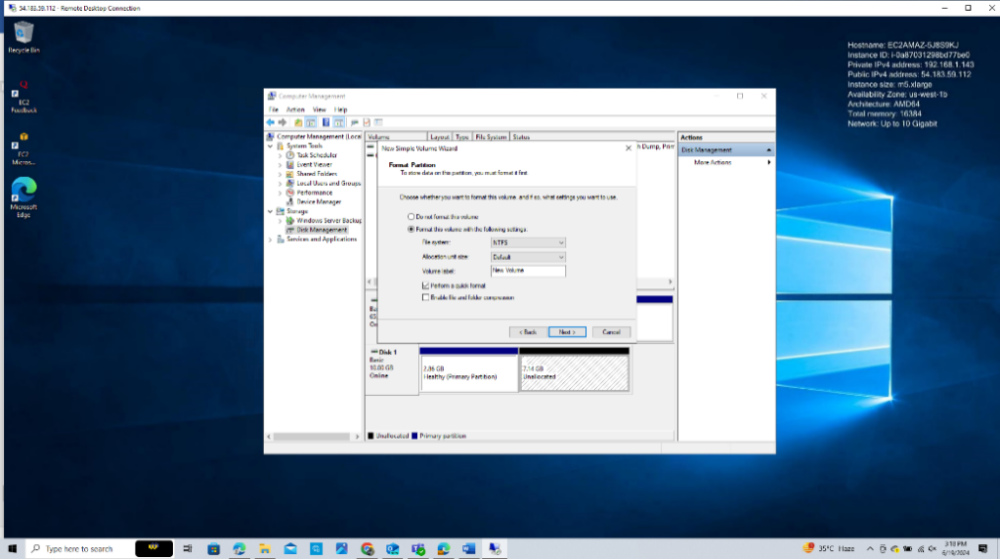 54.183.59.112 - Remote Desktop Connection
Recycle Bin
EC2
Feedback
EC2
Micros...
Microsoft
Edge
Hostname: EC2AMAZ-5J8S9KJ
Instance ID: i-0a87031298bd77be0
Private IPv4 address: 192.168.1.143
Public IPv4 address: 54.183.59.112
Instance size: m5.xlarge
Availability Zone: us-west-1b
Architecture: AMD64
Total memory: 16384
Network: Up to 10 Gigabit
Computer Management
File Action View Help
Computer Management (Local
System Tools
Task Scheduler
Event Viewer
Shared Folders
Local Users and Groups
Performance
Device Manager
Storage
Windows Server Backup
Disk Management
Services and Applications
Volume Layout Type File System Status
h Dump, Prim
Actions
Disk Management
More Actions
New Simple Volume Wizard
Format Partition
To store data on this partition, you must format it first.
Choose whether you want to format this volume, and if so, what settings you want to use.
Do not format this volume
Format this volume with the following settings:
File system: NTFS
Allocation unit size: Default
Volume label: New Volume
Perform a quick format
Enable file and folder compression
< Back Next > Cancel
Disk 1
Basic
10.00 GB
Online
2.86 GB
Healthy (Primary Partition)
7.14 GB
Unallocated
Unallocated Primary partition
Type here to search
35°C Haze
3:10 PM
6/19/2024